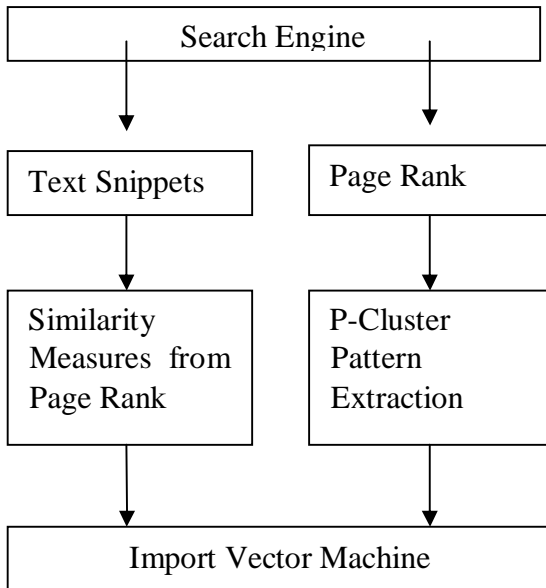 Search Engine
Text Snippets
Page Rank
Similarity
Measures from
Page Rank
P-Cluster
Pattern
Extraction
Import Vector Machine